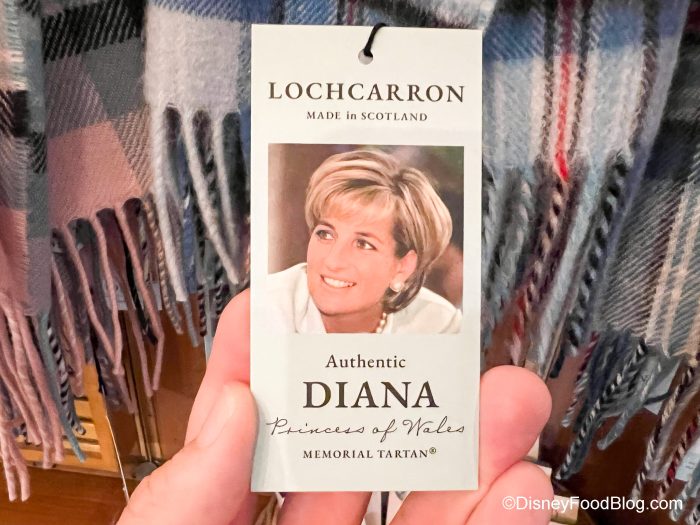 LOCHCARRON
MADE in SCOTLAND
Authentic
DIANA
Princess of Wales
MEMORIAL TARTAN®
©DisneyFoodBlog.com